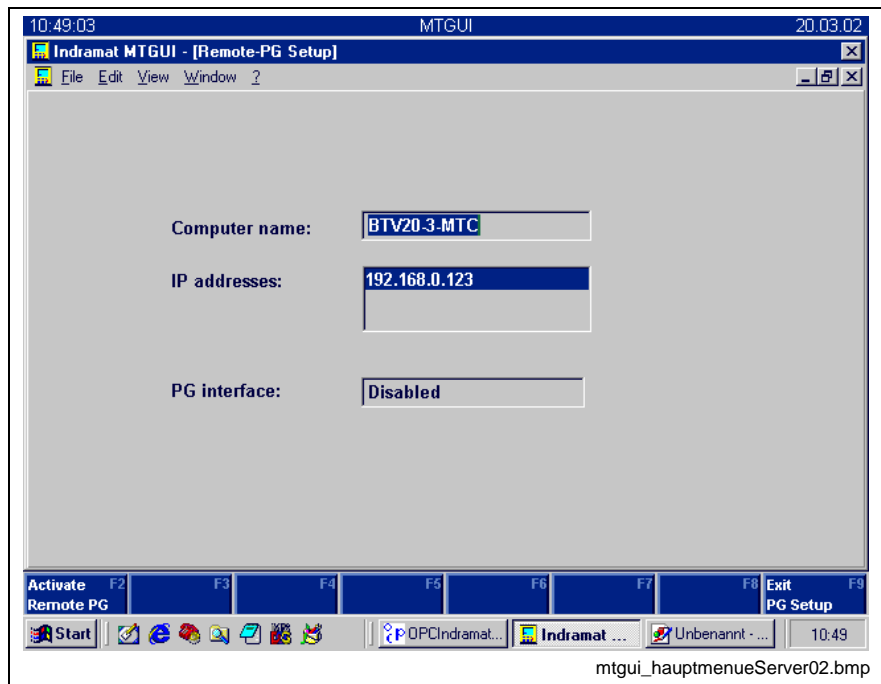 10:49:03 MTGUI 20.03.02
Indramat MTGUI - [Remote-PG Setup]
File Edit View Window ?
Computer name: BTV20-3-MTC
IP addresses: 192.168.0.123
PG interface: Disabled
Activate F2 F3 F4 F5 F6 F7 F8 Exit F9
Remote PG PG Setup
Start OPCIndramat... Indramat ... Unbenannt - ... 10:49
mtgui_hauptmenueServer02.bmp